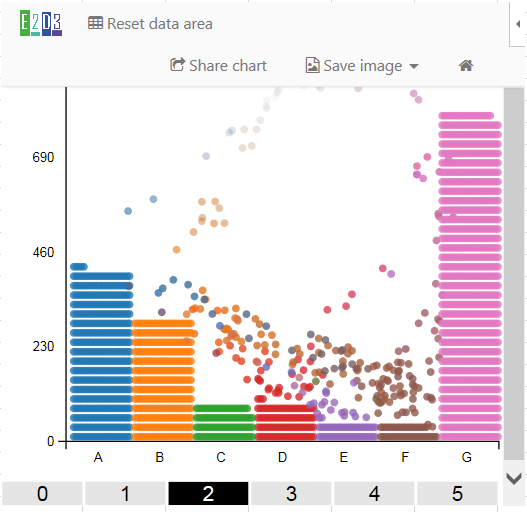 E2D3
Reset data area
Share chart
Save image
690
460
230
0
A B C D E F G
0 1 2 3 4 5